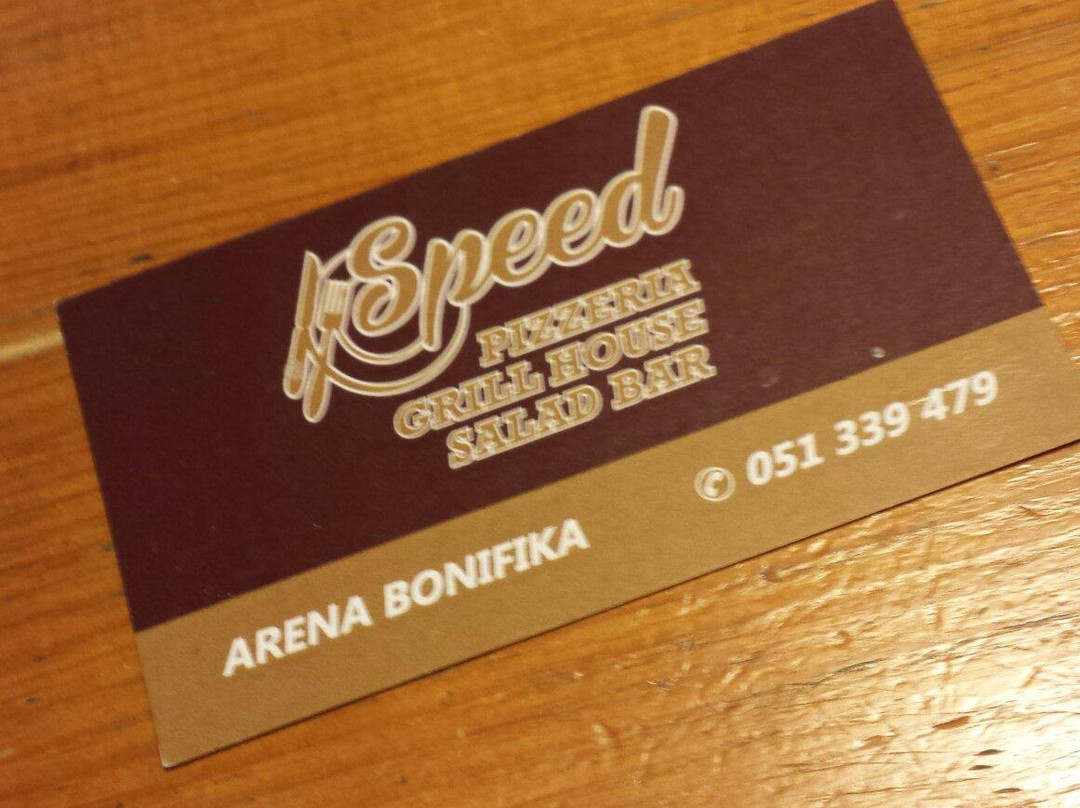 Speed
PIZZERIA
GRILL HOUSE
SALAD BAR
ARENA BONIFIKA
✆ 051 339 479